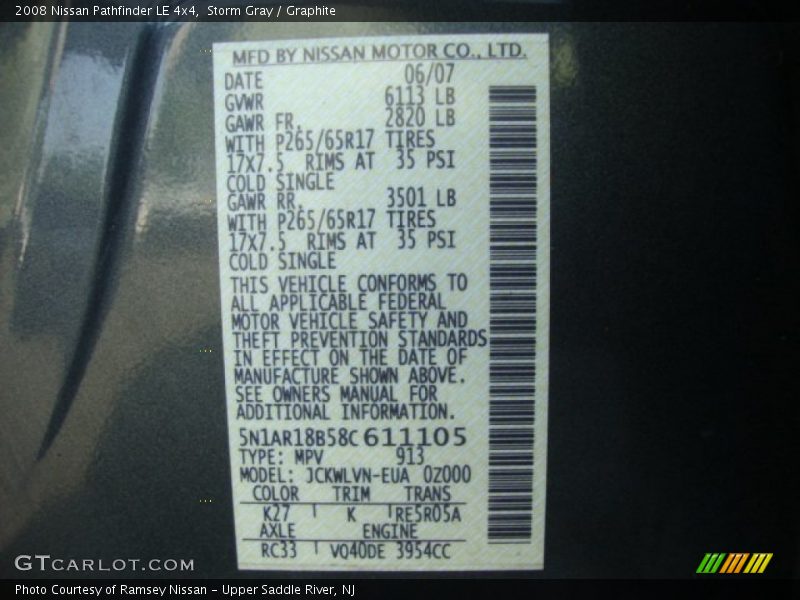 2008 Nissan Pathfinder LE 4x4, Storm Gray / Graphite
MFD BY NISSAN MOTOR CO., LTD.
DATE 06/07
GVWR 6113 LB
GAWR FR. 2820 LB
WITH P265/65R17 TIRES
17X7.5 RIMS AT 35 PSI
COLD SINGLE
GAWR RR. 3501 LB
WITH P265/65R17 TIRES
17X7.5 RIMS AT 35 PSI
COLD SINGLE
THIS VEHICLE CONFORMS TO
ALL APPLICABLE FEDERAL
MOTOR VEHICLE SAFETY AND
THEFT PREVENTION STANDARDS
IN EFFECT ON THE DATE OF
MANUFACTURE SHOWN ABOVE.
SEE OWNERS MANUAL FOR
ADDITIONAL INFORMATION.
5N1AR18B58C611105
TYPE: MPV 913
MODEL: JCKWLVN-EUA 0Z000
COLOR TRIM TRANS
K27 K RE5R05A
AXLE ENGINE
RC33 VQ40DE 3954CC
GTCARLOT.COM
Photo Courtesy of Ramsey Nissan - Upper Saddle River, NJ